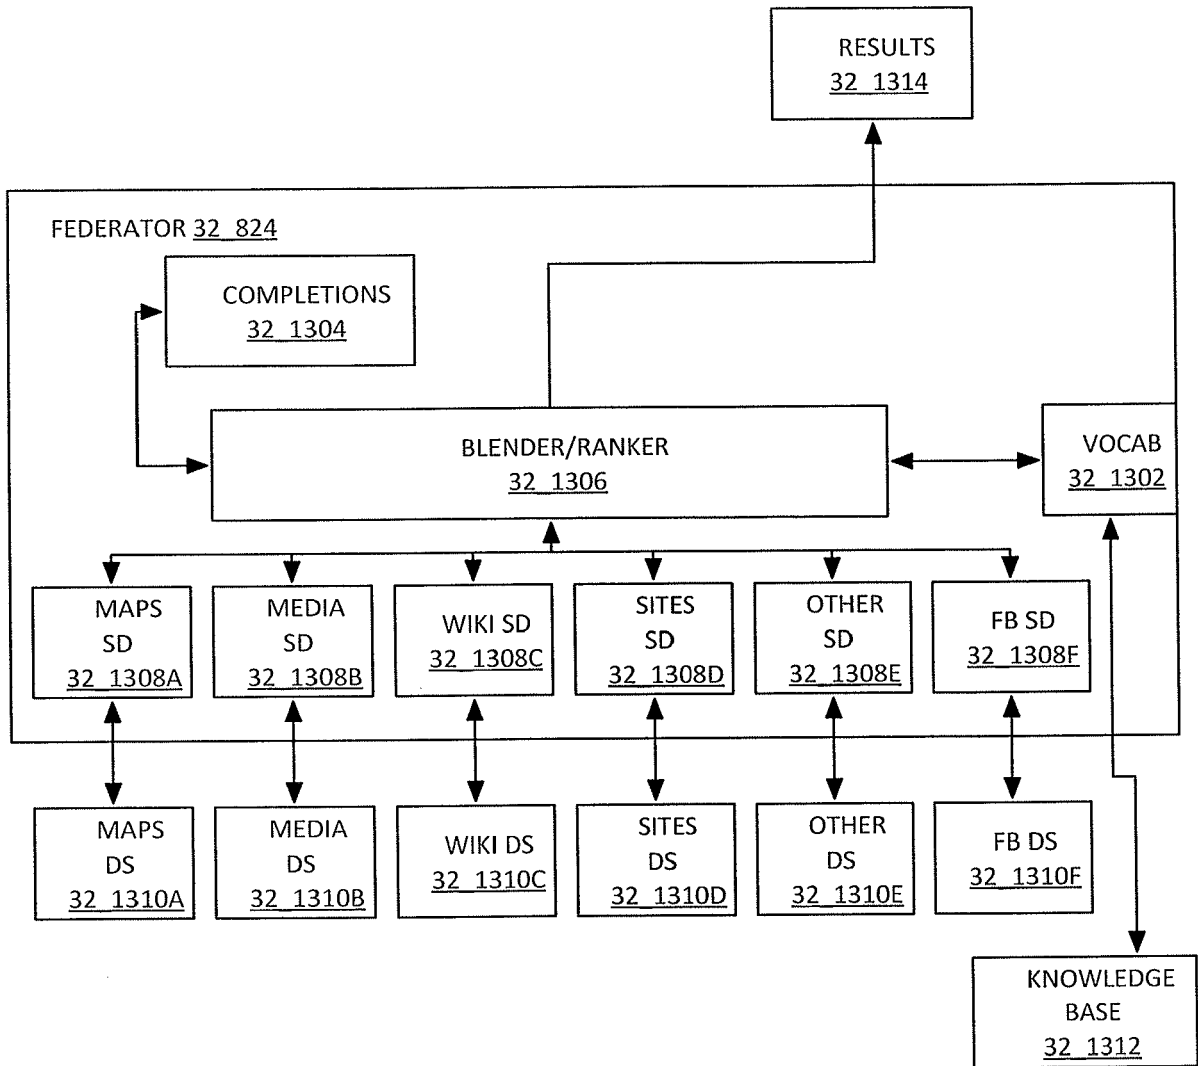 RESULTS
32_1314
FEDERATOR 32_824
COMPLETIONS
32_1304
BLENDER/RANKER
32_1306
VOCAB
32_1302
MAPS
SD
32_1308A
MEDIA
SD
32_1308B
WIKI SD
32_1308C
SITES
SD
32_1308D
OTHER
SD
32_1308E
FB SD
32_1308F
MAPS
DS
32_1310A
MEDIA
DS
32_1310B
WIKI DS
32_1310C
SITES
DS
32_1310D
OTHER
DS
32_1310E
FB DS
32_1310F
KNOWLEDGE
BASE
32_1312